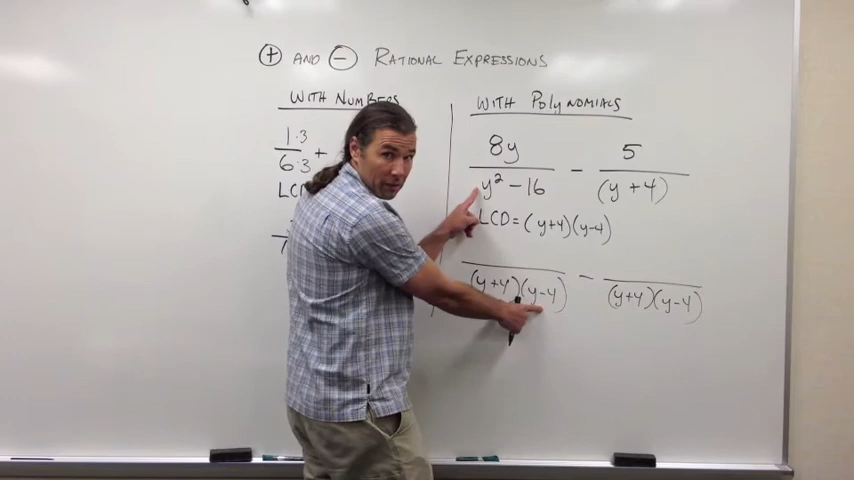 + AND − RATIONAL EXPRESSIONS
WITH NUMBERS
1·3
6·3 +
LCD
WITH POLYNOMIALS
8y 5
y² − 16 − (y + 4)
LCD = (y+4)(y−4)
(y+4)(y−4) − (y+4)(y−4)